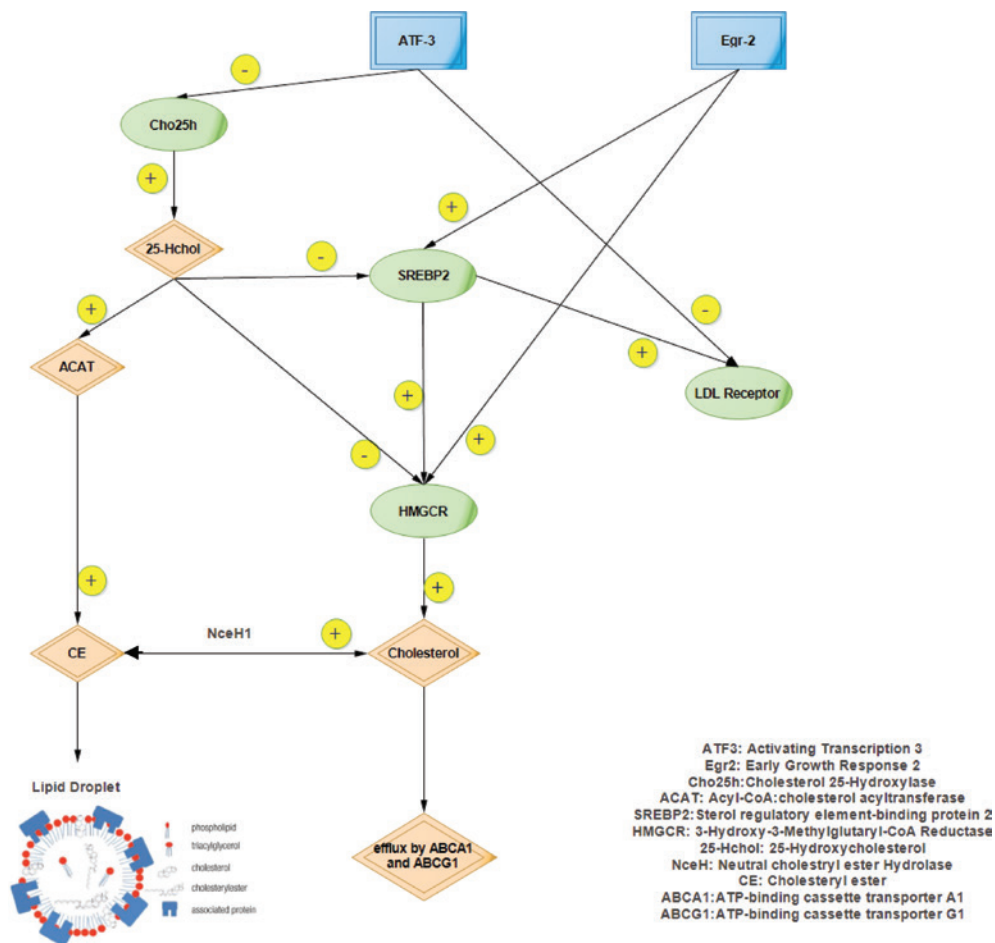 ATF-3
Egr-2
-
Cho25h
+
+
25-Hchol
-
SREBP2
-
+
+
ACAT
LDL Receptor
+
+
-
HMGCR
+
+
NceH1
+
CE
Cholesterol
Lipid Droplet
phospholipid
triacylglycerol
cholesterol
cholesterylester
associated protein
efflux by ABCA1
and ABCG1
ATF3: Activating Transcription 3
Egr2: Early Growth Response 2
Cho25h:Cholesterol 25-Hydroxylase
ACAT: Acyl-CoA:cholesterol acyltransferase
SREBP2:Sterol regulatory element-binding protein 2
HMGCR: 3-Hydroxy-3-Methylglutaryl-CoA Reductase
25-Hchol: 25-Hydroxycholesterol
NceH: Neutral cholestryl ester Hydrolase
CE: Cholesteryl ester
ABCA1:ATP-binding cassette transporter A1
ABCG1:ATP-binding cassette transporter G1